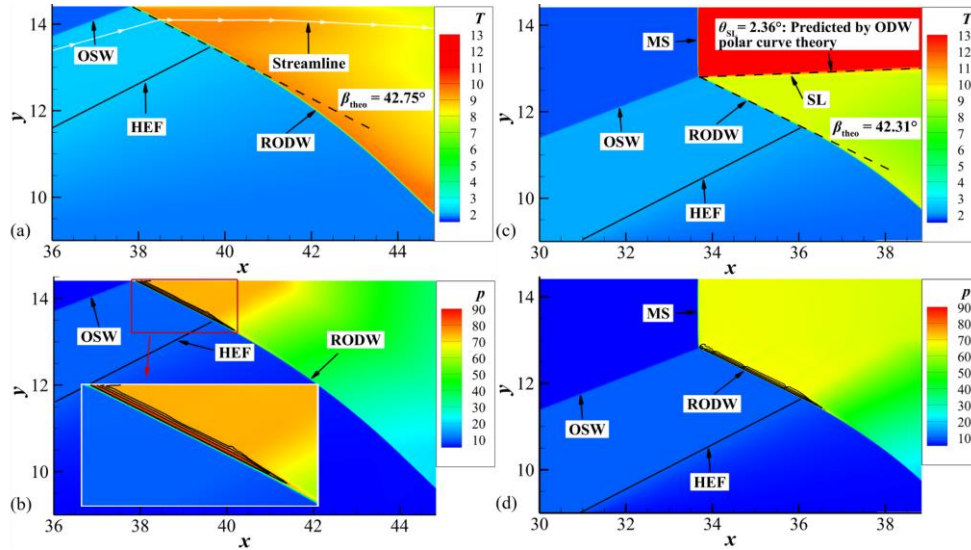 14
12
10
y
(a)
36
38
40
42
44
x
OSW
HEF
Streamline
βtheo = 42.75°
RODW
T
13
12
11
10
9
8
7
6
5
4
3
2
14
12
10
y
(c)
30
32
34
36
38
x
MS
θSL = 2.36°: Predicted by ODW
polar curve theory
SL
OSW
RODW
βtheo = 42.31°
HEF
T
13
12
11
10
9
8
7
6
5
4
3
2
14
12
10
y
(b)
36
38
40
42
44
x
OSW
HEF
RODW
p
90
80
70
60
50
40
30
20
10
14
12
10
y
(d)
30
32
34
36
38
x
MS
OSW
RODW
HEF
p
90
80
70
60
50
40
30
20
10